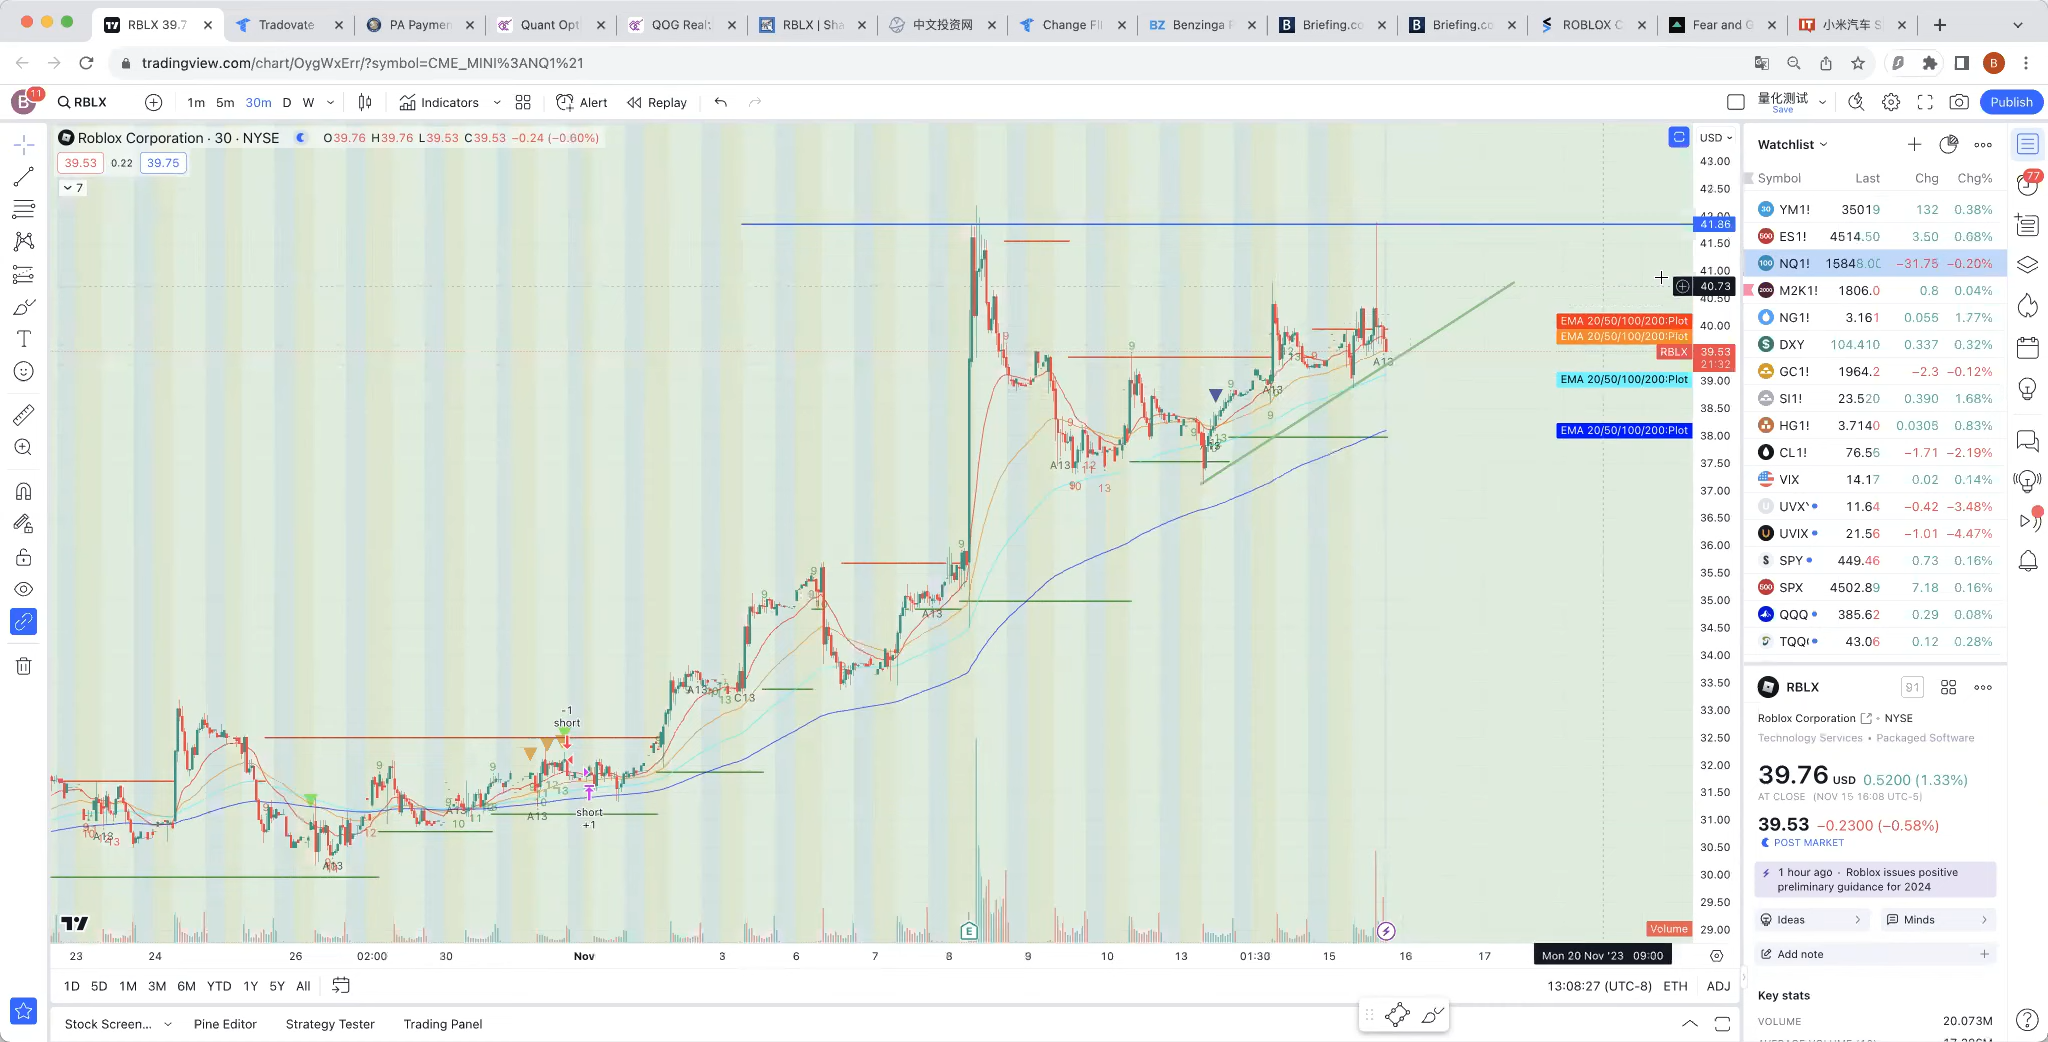 RBLX 39.7
Tradovate
PA Paymen
Quant Opt
QOG Real
RBLX | Sha
中文投资网
Change Fl
Benzinga P
Briefing.co
Briefing.co
ROBLOX C
Fear and G
小米汽车 S
tradingview.com/chart/OygWxErr/?symbol=CME_MINI%3ANQ1%21
B
11
RBLX
1m 5m 30m D W
Indicators
Alert
Replay
量化测试
Save
Publish
Roblox Corporation · 30 · NYSE
O39.76 H39.76 L39.53 C39.53 −0.24 (−0.60%)
39.53 0.22 39.75
7
USD
43.00
42.50
41.86
41.50
41.00
40.73
40.50
40.00
39.53
21:32
39.00
38.50
38.00
37.50
37.00
36.50
36.00
35.50
35.00
34.50
34.00
33.50
33.00
32.50
32.00
31.50
31.00
30.50
30.00
29.50
29.00
EMA 20/50/100/200:Plot
EMA 20/50/100/200:Plot
RBLX
EMA 20/50/100/200:Plot
EMA 20/50/100/200:Plot
Volume
-1
short
short
+1
A13
C13
E
23 24 26 02:00 30 Nov 3 6 7 8 9 10 13 01:30 15 16 17
Mon 20 Nov '23 09:00
1D 5D 1M 3M 6M YTD 1Y 5Y All
13:08:27 (UTC-8) ETH ADJ
Stock Screen...
Pine Editor
Strategy Tester
Trading Panel
Watchlist
Symbol Last Chg Chg%
YM1! 35019 132 0.38%
ES1! 4514.50 3.50 0.08%
NQ1! 15848.00 −31.75 −0.20%
M2K1! 1806.0 0.8 0.04%
NG1! 3.161 0.055 1.77%
DXY 104.410 0.337 0.32%
GC1! 1964.2 −2.3 −0.12%
SI1! 23.520 0.390 1.68%
HG1! 3.7140 0.0305 0.83%
CL1! 76.56 −1.71 −2.19%
VIX 14.17 0.02 0.14%
UVXY 11.64 −0.42 −3.48%
UVIX 21.56 −1.01 −4.47%
SPY 449.46 0.73 0.16%
SPX 4502.89 7.18 0.16%
QQQ 385.62 0.29 0.08%
TQQ 43.06 0.12 0.28%
77
RBLX
91
Roblox Corporation • NYSE
Technology Services • Packaged Software
39.76 USD 0.5200 (1.33%)
AT CLOSE (NOV 15 16:08 UTC-5)
39.53 −0.2300 (−0.58%)
POST MARKET
1 hour ago · Roblox issues positive
preliminary guidance for 2024
Ideas
Minds
Add note
Key stats
VOLUME 20.073M